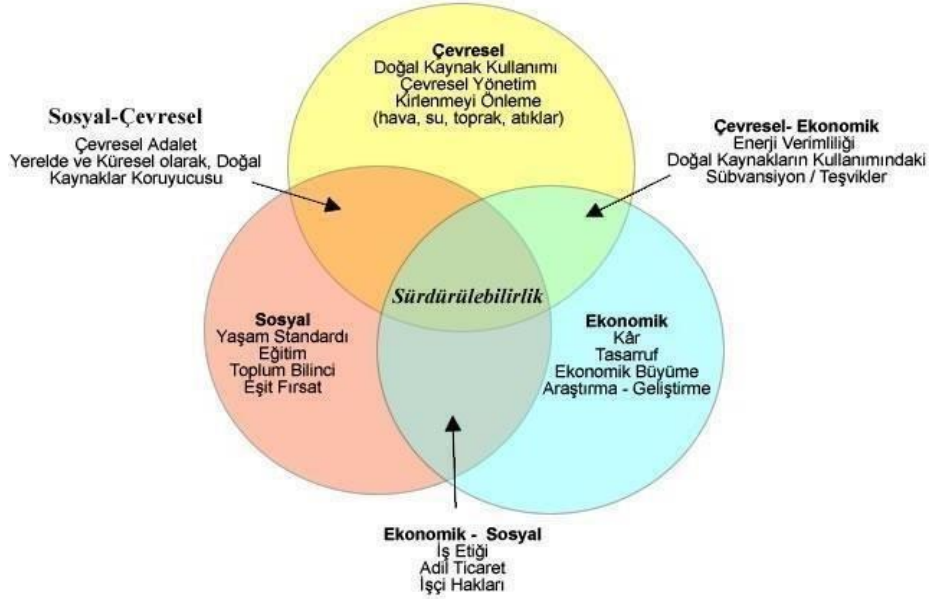 Çevresel
Doğal Kaynak Kullanımı
Çevresel Yönetim
Kirlenmeyi Önleme
(hava, su, toprak, atıklar)
Sosyal-Çevresel
Çevresel Adalet
Yerelde ve Küresel olarak, Doğal
Kaynaklar Koruyucusu
Çevresel- Ekonomik
Enerji Verimliliği
Doğal Kaynakların Kullanımındaki
Sübvansiyon / Teşvikler
Sürdürülebilirlik
Sosyal
Yaşam Standardı
Eğitim
Toplum Bilinci
Eşit Fırsat
Ekonomik
Kâr
Tasarruf
Ekonomik Büyüme
Araştırma - Geliştirme
Ekonomik - Sosyal
İş Etiği
Adil Ticaret
İşçi Hakları